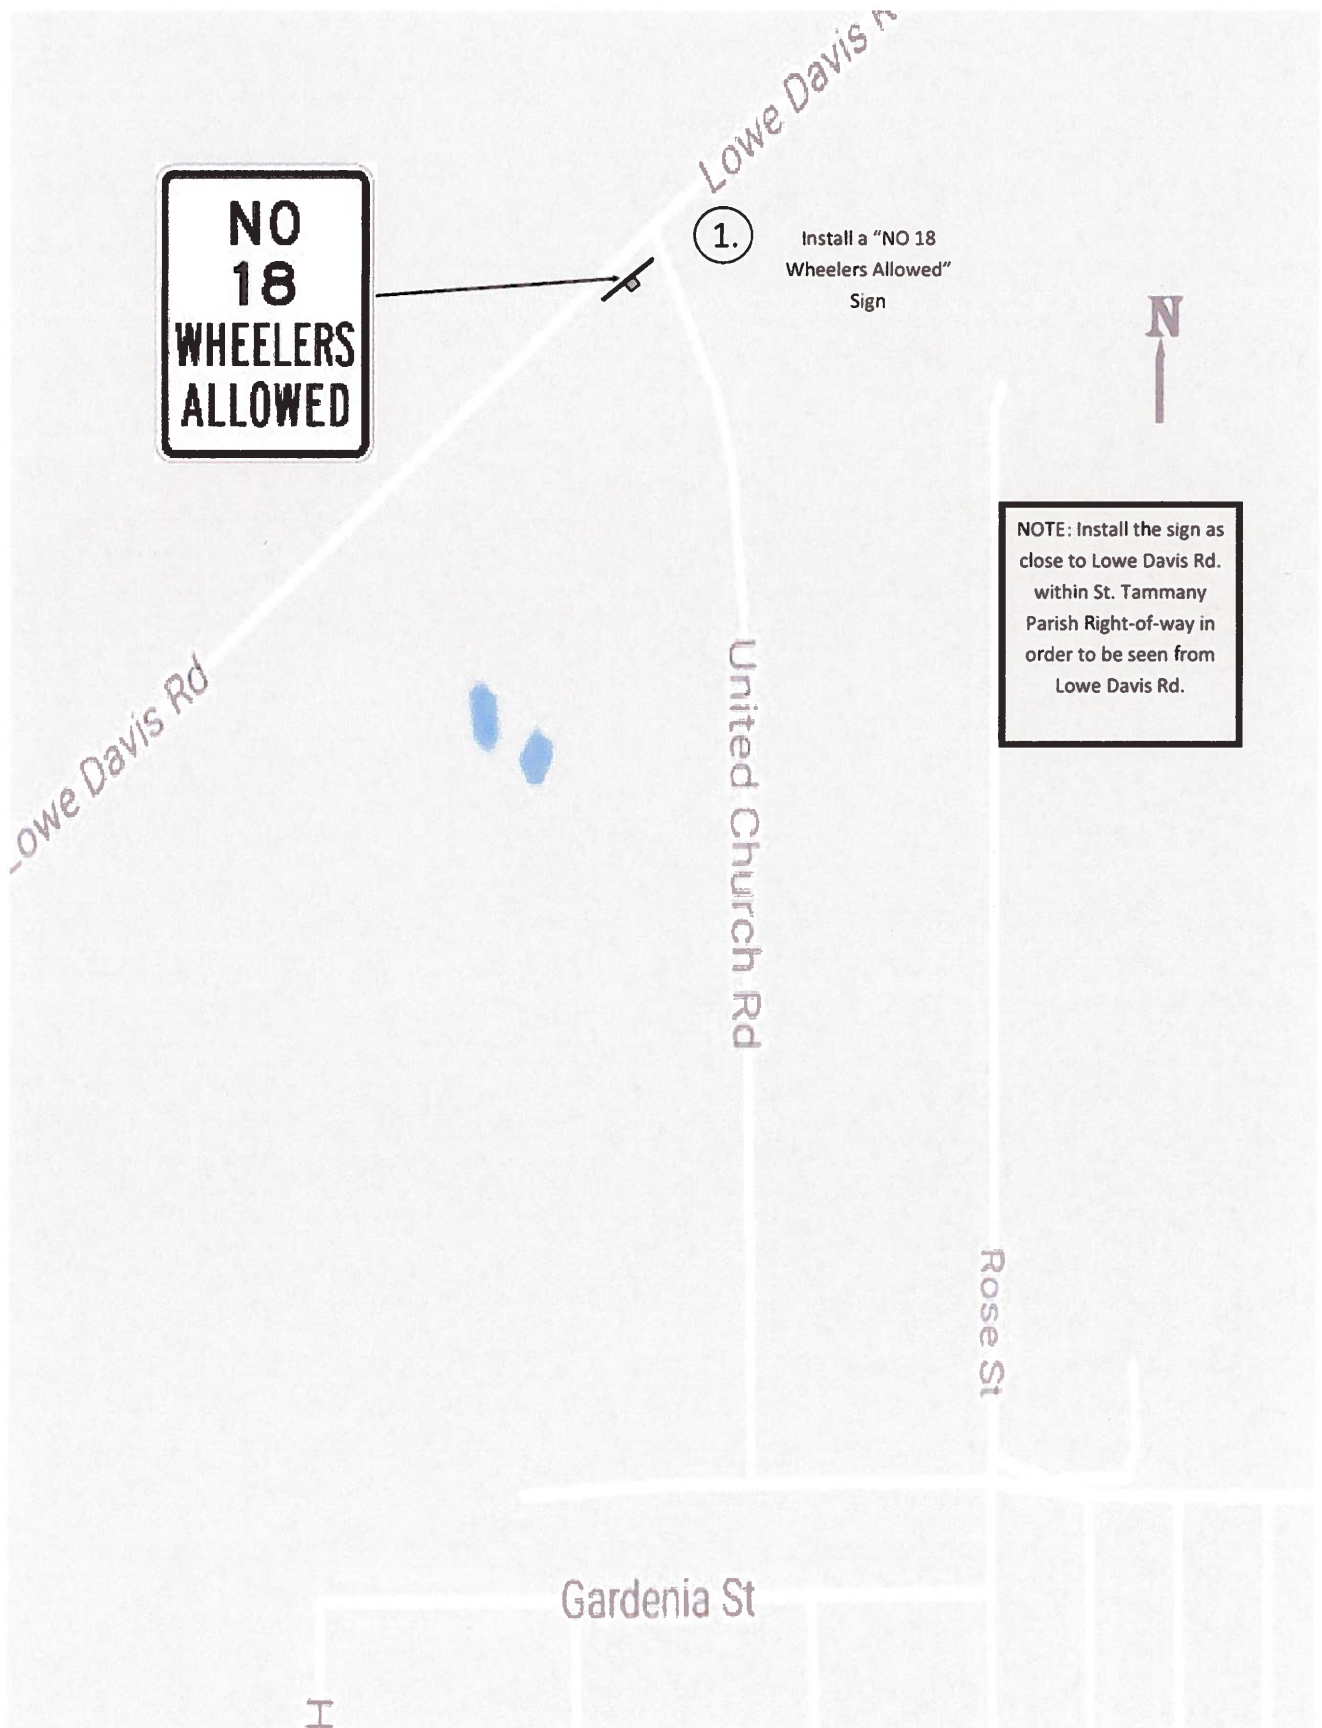 Lowe Davis R
NO
18
WHEELERS
ALLOWED
1.
Install a “NO 18
Wheelers Allowed”
Sign
N
NOTE: Install the sign as
close to Lowe Davis Rd.
within St. Tammany
Parish Right-of-way in
order to be seen from
Lowe Davis Rd.
Lowe Davis Rd
United Church Rd
Rose St
Gardenia St
H